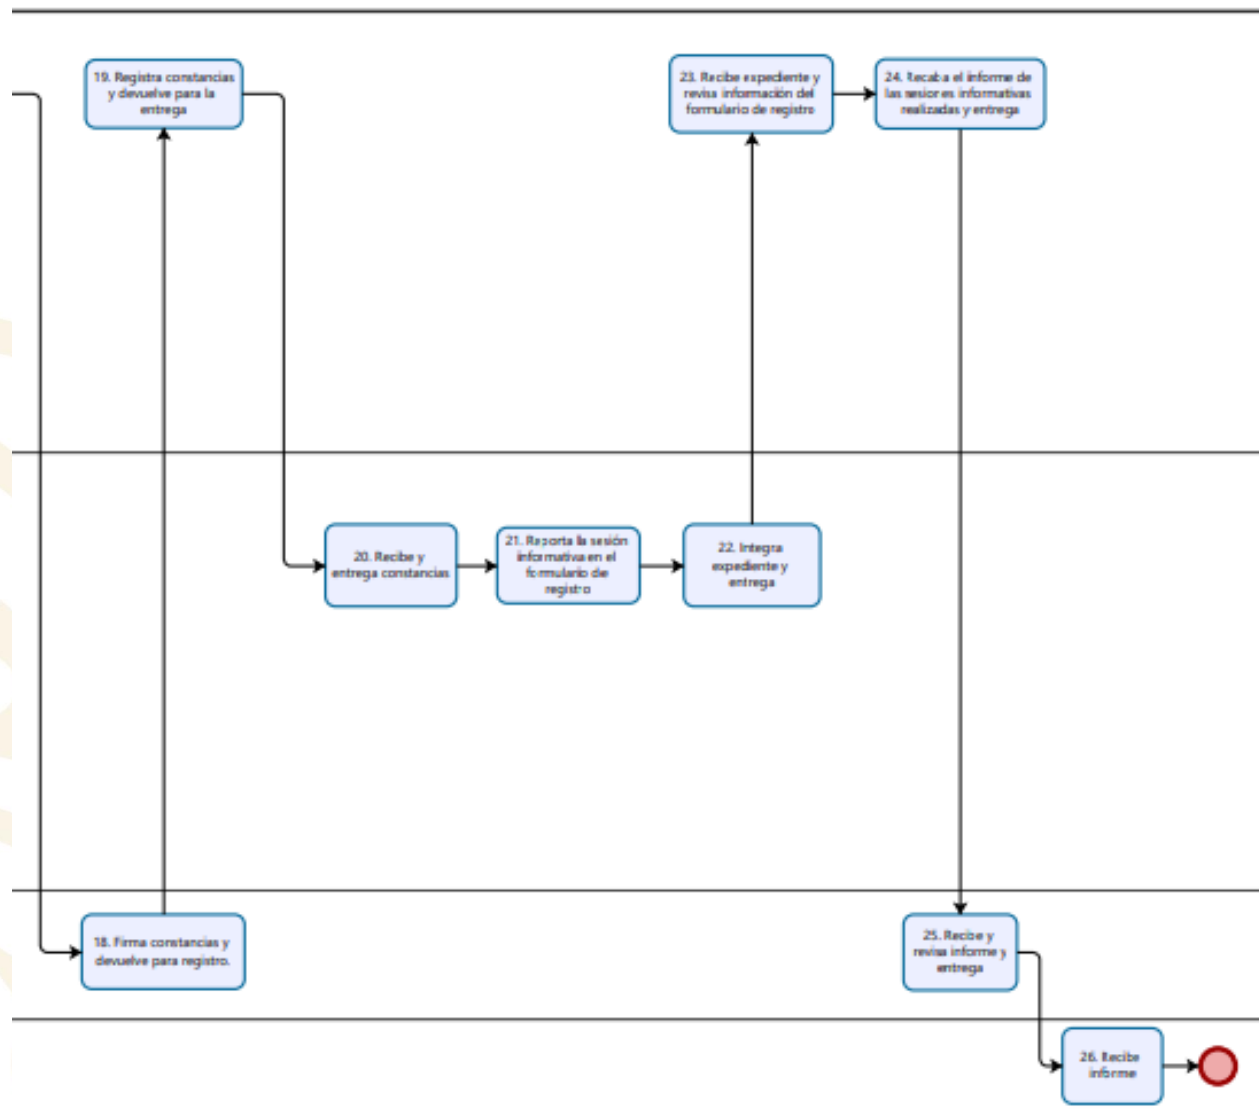 19. Registra constancias
y devuelve para la
entrega
23. Recibe expediente y
revisa información del
formulario de registro
24. Recaba el informe de
las sesiones informativas
realizadas y entrega
20. Recibe y
entrega constancias
21. Reporta la sesión
informativa en el
formulario de
registro
22. Integra
expediente y
entrega
18. Firma constancias y
devuelve para registro.
25. Recibe y
revisa informe y
entrega
26. Recibe
informe